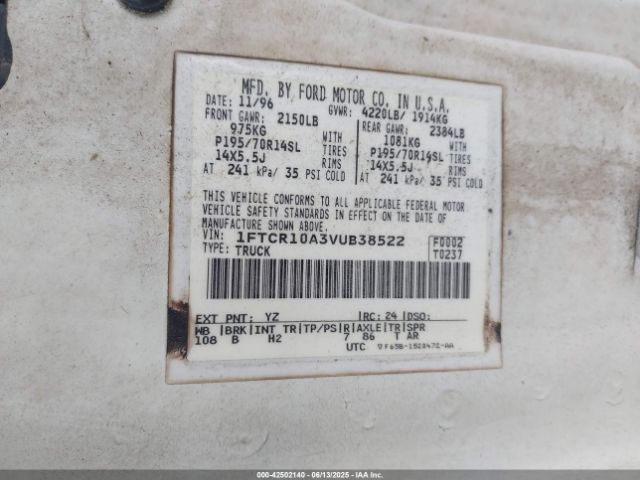 MFD. BY FORD MOTOR CO. IN U.S.A.
DATE: 11/96 GVWR: 4220LB/ 1914KG
FRONT GAWR: 2150LB REAR GAWR: 2384LB
975KG WITH 1081KG WITH
P195/70R14SL TIRES P195/70R14SL TIRES
14X5.5J RIMS 14X5.5J RIMS
AT 241 kPa/ 35 PSI COLD AT 241 kPa/ 35 PSI COLD
THIS VEHICLE CONFORMS TO ALL APPLICABLE FEDERAL MOTOR
VEHICLE SAFETY STANDARDS IN EFFECT ON THE DATE OF
MANUFACTURE SHOWN ABOVE.
VIN: 1FTCR10A3VUB38522 F0002
TYPE: TRUCK T0237
EXT PNT: YZ RC: 24 DSO:
WB BRK INT TR TP/PS R AXLE TR SPR
108 B H2 7 86 T AR
UTC
000-42502140 - 06/13/2025 - IAAI.COM